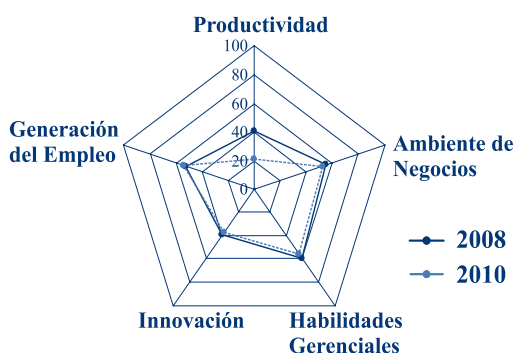 Productividad
100
80
60
40
20
0
Generación
del Empleo
Ambiente de
Negocios
2008
2010
Innovación
Habilidades
Gerenciales